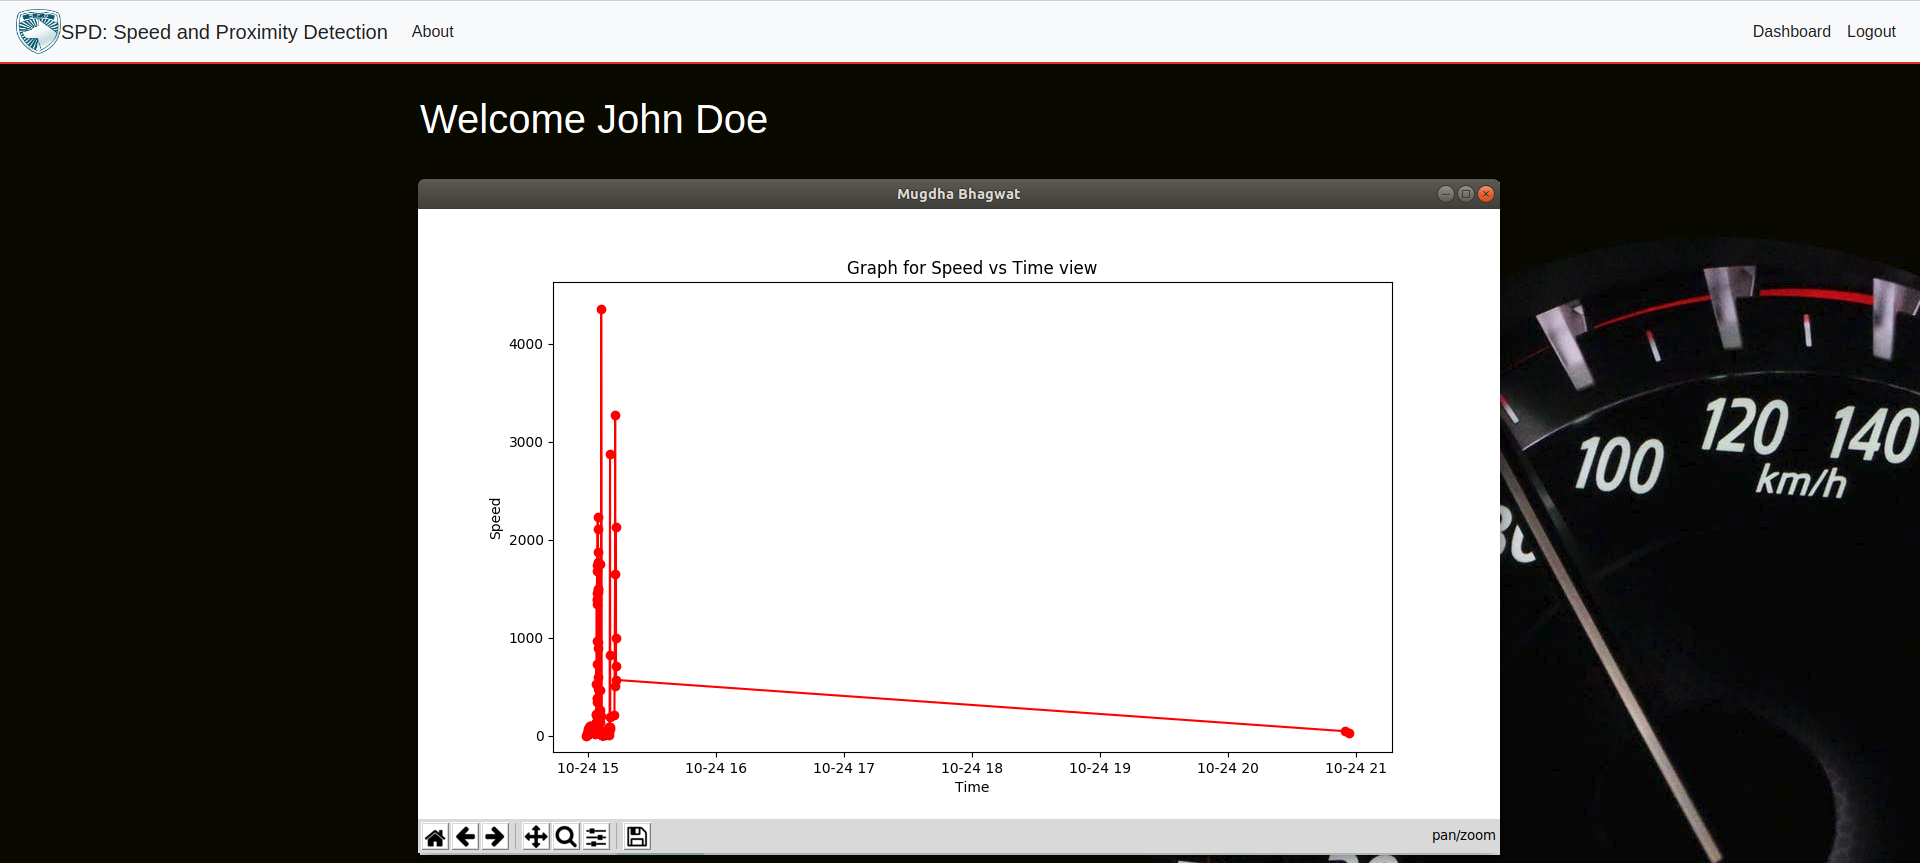 SPD: Speed and Proximity Detection About Dashboard Logout
Welcome John Doe
Mugdha Bhagwat
Graph for Speed vs Time view
4000
3000
2000
1000
0
Speed
10-24 15 10-24 16 10-24 17 10-24 18 10-24 19 10-24 20 10-24 21
Time
pan/zoom
100 120 140
km/h
80